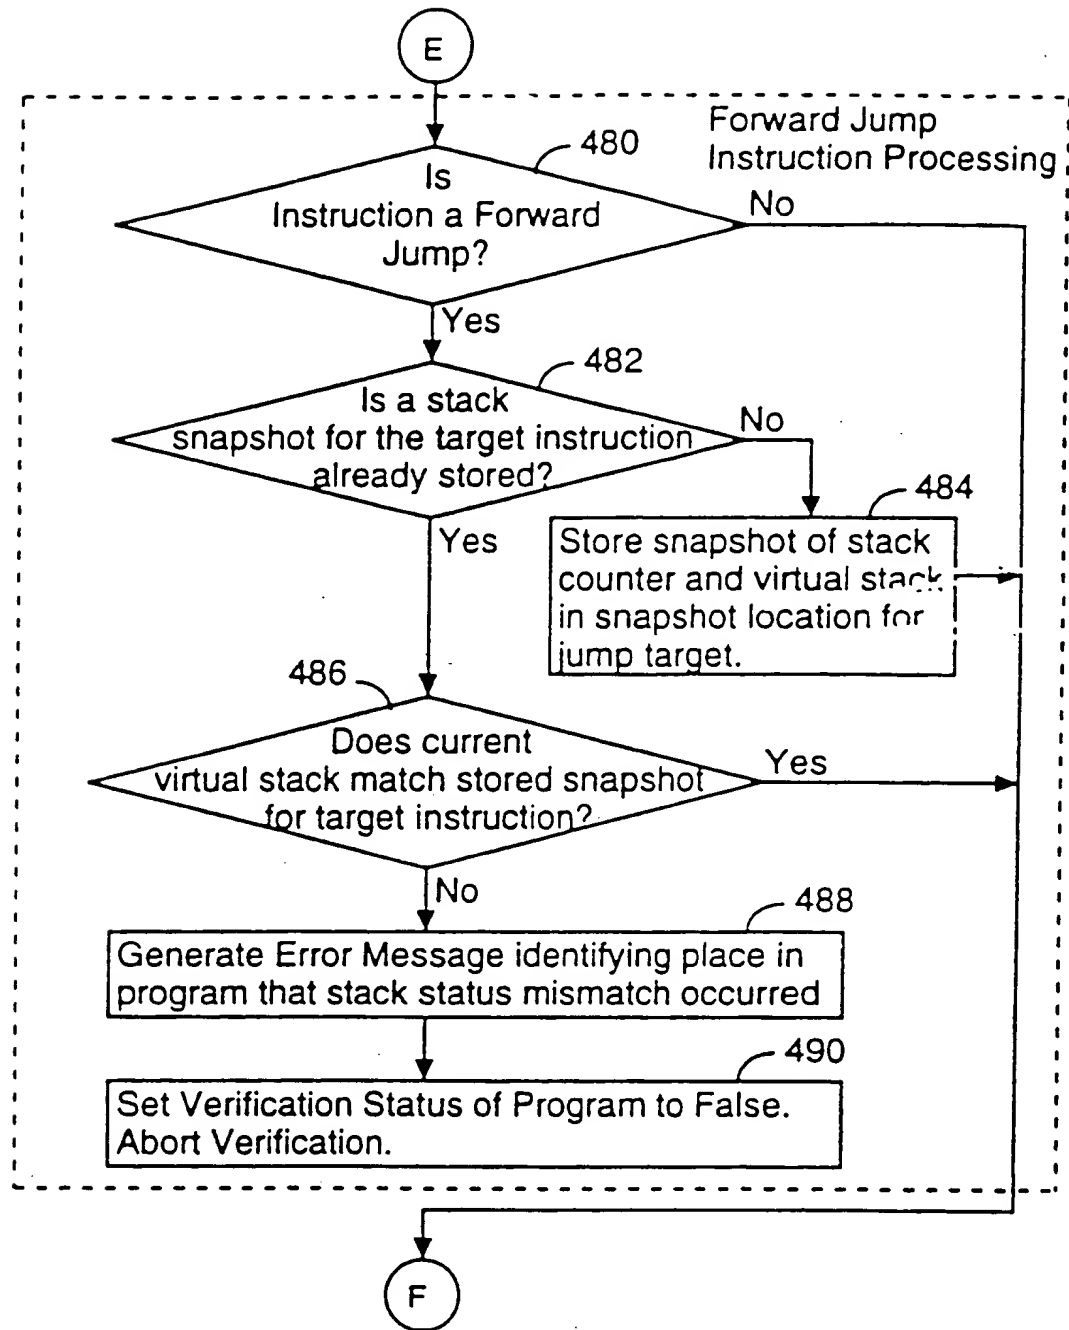 E
Forward Jump
Instruction Processing
480
Is
Instruction a Forward
Jump?
No
Yes
482
Is a stack
snapshot for the target instruction
already stored?
No
Yes
484
Store snapshot of stack
counter and virtual stack
in snapshot location for
jump target.
486
Does current
virtual stack match stored snapshot
for target instruction?
Yes
No
488
Generate Error Message identifying place in
program that stack status mismatch occurred
490
Set Verification Status of Program to False.
Abort Verification.
F